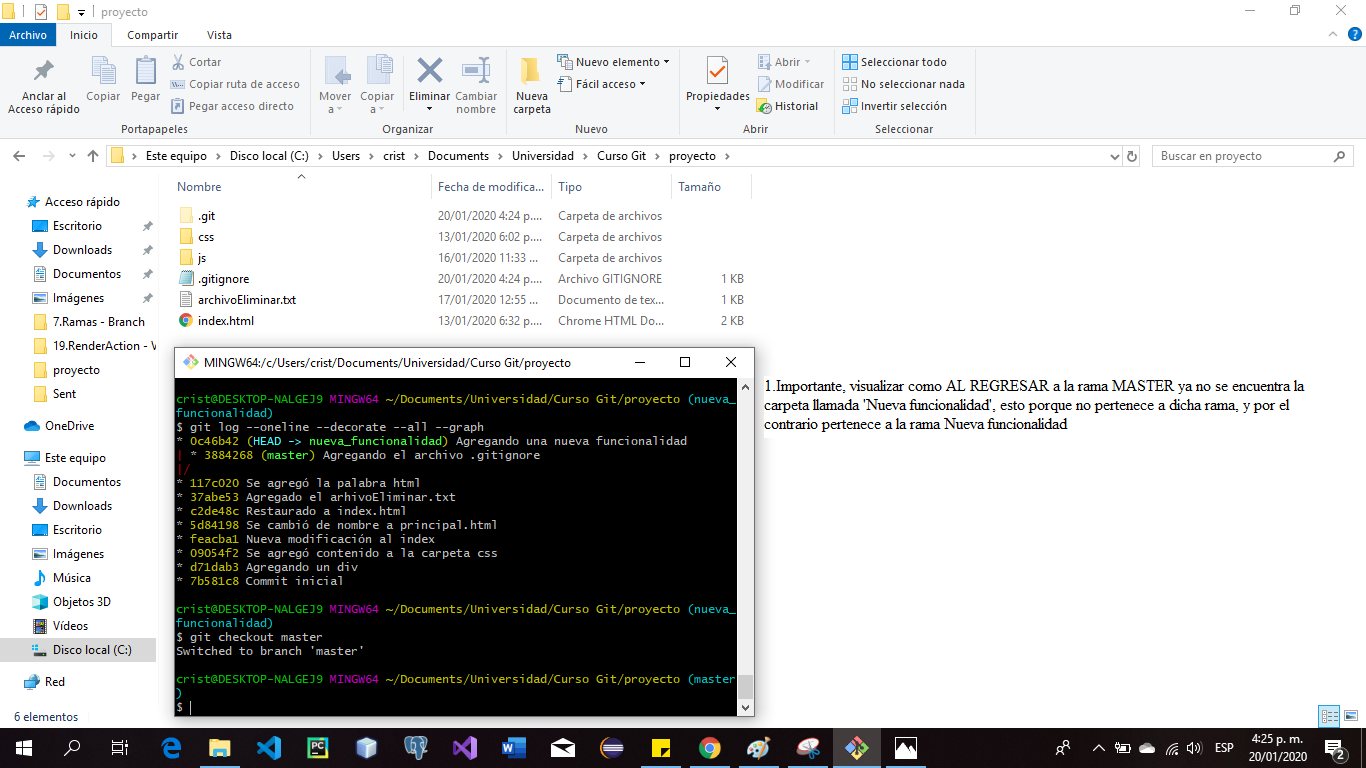 proyecto
Archivo Inicio Compartir Vista
Anclar al Acceso rápido
Copiar
Pegar
Cortar
Copiar ruta de acceso
Pegar acceso directo
Portapapeles
Mover a
Copiar a
Eliminar
Cambiar nombre
Organizar
Nueva carpeta
Nuevo elemento
Fácil acceso
Nuevo
Propiedades
Abrir
Modificar
Historial
Abrir
Seleccionar todo
No seleccionar nada
Invertir selección
Seleccionar
Este equipo > Disco local (C:) > Users > crist > Documents > Universidad > Curso Git > proyecto >
Buscar en proyecto
Acceso rápido
Escritorio
Downloads
Documentos
Imágenes
7.Ramas - Branch
19.RenderAction - V
proyecto
Sent
OneDrive
Este equipo
Documentos
Downloads
Escritorio
Imágenes
Música
Objetos 3D
Vídeos
Disco local (C:)
Red
6 elementos
Nombre Fecha de modifica... Tipo Tamaño
.git 20/01/2020 4:24 p.... Carpeta de archivos
css 13/01/2020 6:02 p.... Carpeta de archivos
js 16/01/2020 11:33 ... Carpeta de archivos
.gitignore 20/01/2020 4:24 p.... Archivo GITIGNORE 1 KB
archivoEliminar.txt 17/01/2020 12:55 ... Documento de tex... 1 KB
index.html 13/01/2020 6:32 p.... Chrome HTML Do... 2 KB
MINGW64:/c/Users/crist/Documents/Universidad/Curso Git/proyecto
crist@DESKTOP-NALGEJ9 MINGW64 ~/Documents/Universidad/Curso Git/proyecto (nueva_
funcionalidad)
$ git log --oneline --decorate --all --graph
* 0c46b42 (HEAD -> nueva_funcionalidad) Agregando una nueva funcionalidad
| * 3884268 (master) Agregando el archivo .gitignore
|/
* 117c020 Se agregó la palabra html
* 37abe53 Agregado el arhivoEliminar.txt
* c2de48c Restaurado a index.html
* 5d84198 Se cambió de nombre a principal.html
* feacba1 Nueva modificación al index
* 09054f2 Se agregó contenido a la carpeta css
* d71dab3 Agregando un div
* 7b581c8 Commit inicial
crist@DESKTOP-NALGEJ9 MINGW64 ~/Documents/Universidad/Curso Git/proyecto (nueva_
funcionalidad)
$ git checkout master
Switched to branch 'master'
crist@DESKTOP-NALGEJ9 MINGW64 ~/Documents/Universidad/Curso Git/proyecto (master
)
$
1.Importante, visualizar como AL REGRESAR a la rama MASTER ya no se encuentra la
carpeta llamada 'Nueva funcionalidad', esto porque no pertenece a dicha rama, y por el
contrario pertenece a la rama Nueva funcionalidad
ESP
4:25 p. m.
20/01/2020
2